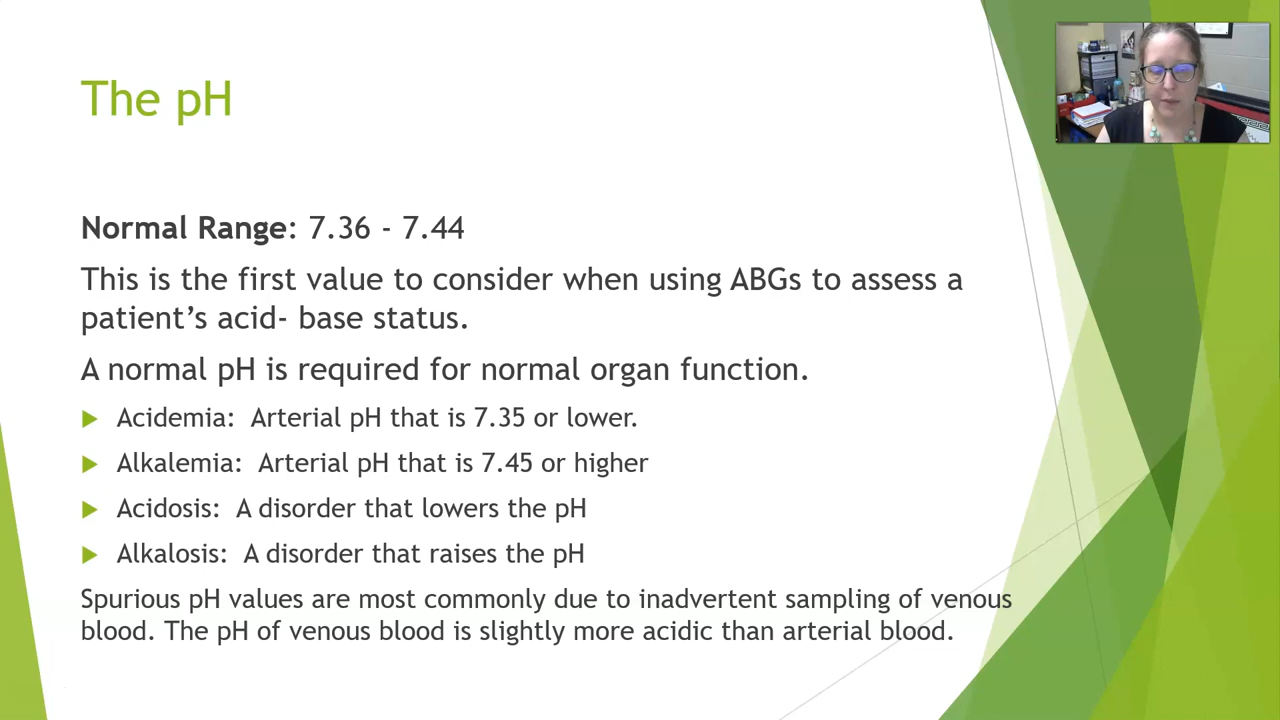 The pH
Normal Range: 7.36 - 7.44
This is the first value to consider when using ABGs to assess a
patient’s acid- base status.
A normal pH is required for normal organ function.
Acidemia: Arterial pH that is 7.35 or lower.
Alkalemia: Arterial pH that is 7.45 or higher
Acidosis: A disorder that lowers the pH
Alkalosis: A disorder that raises the pH
Spurious pH values are most commonly due to inadvertent sampling of venous
blood. The pH of venous blood is slightly more acidic than arterial blood.